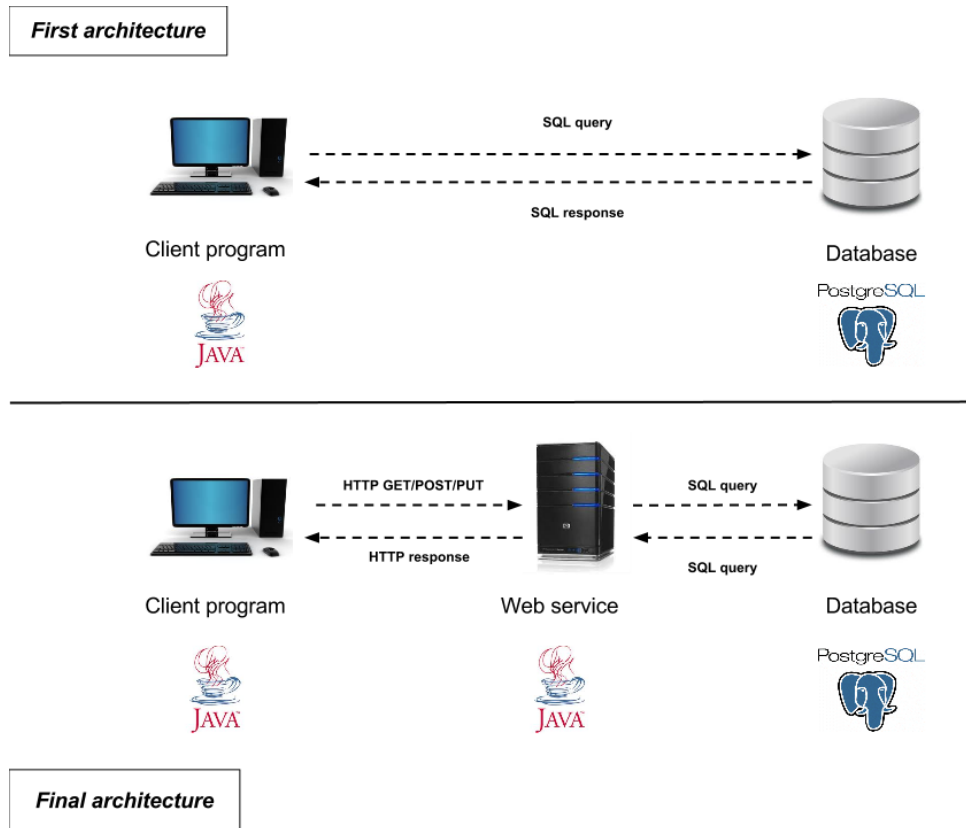 First architecture
SQL query
SQL response
Client program
Database
PostgreSQL
JAVA
HTTP GET/POST/PUT
SQL query
HTTP response
SQL query
Client program
Web service
Database
PostgreSQL
JAVA
JAVA
Final architecture